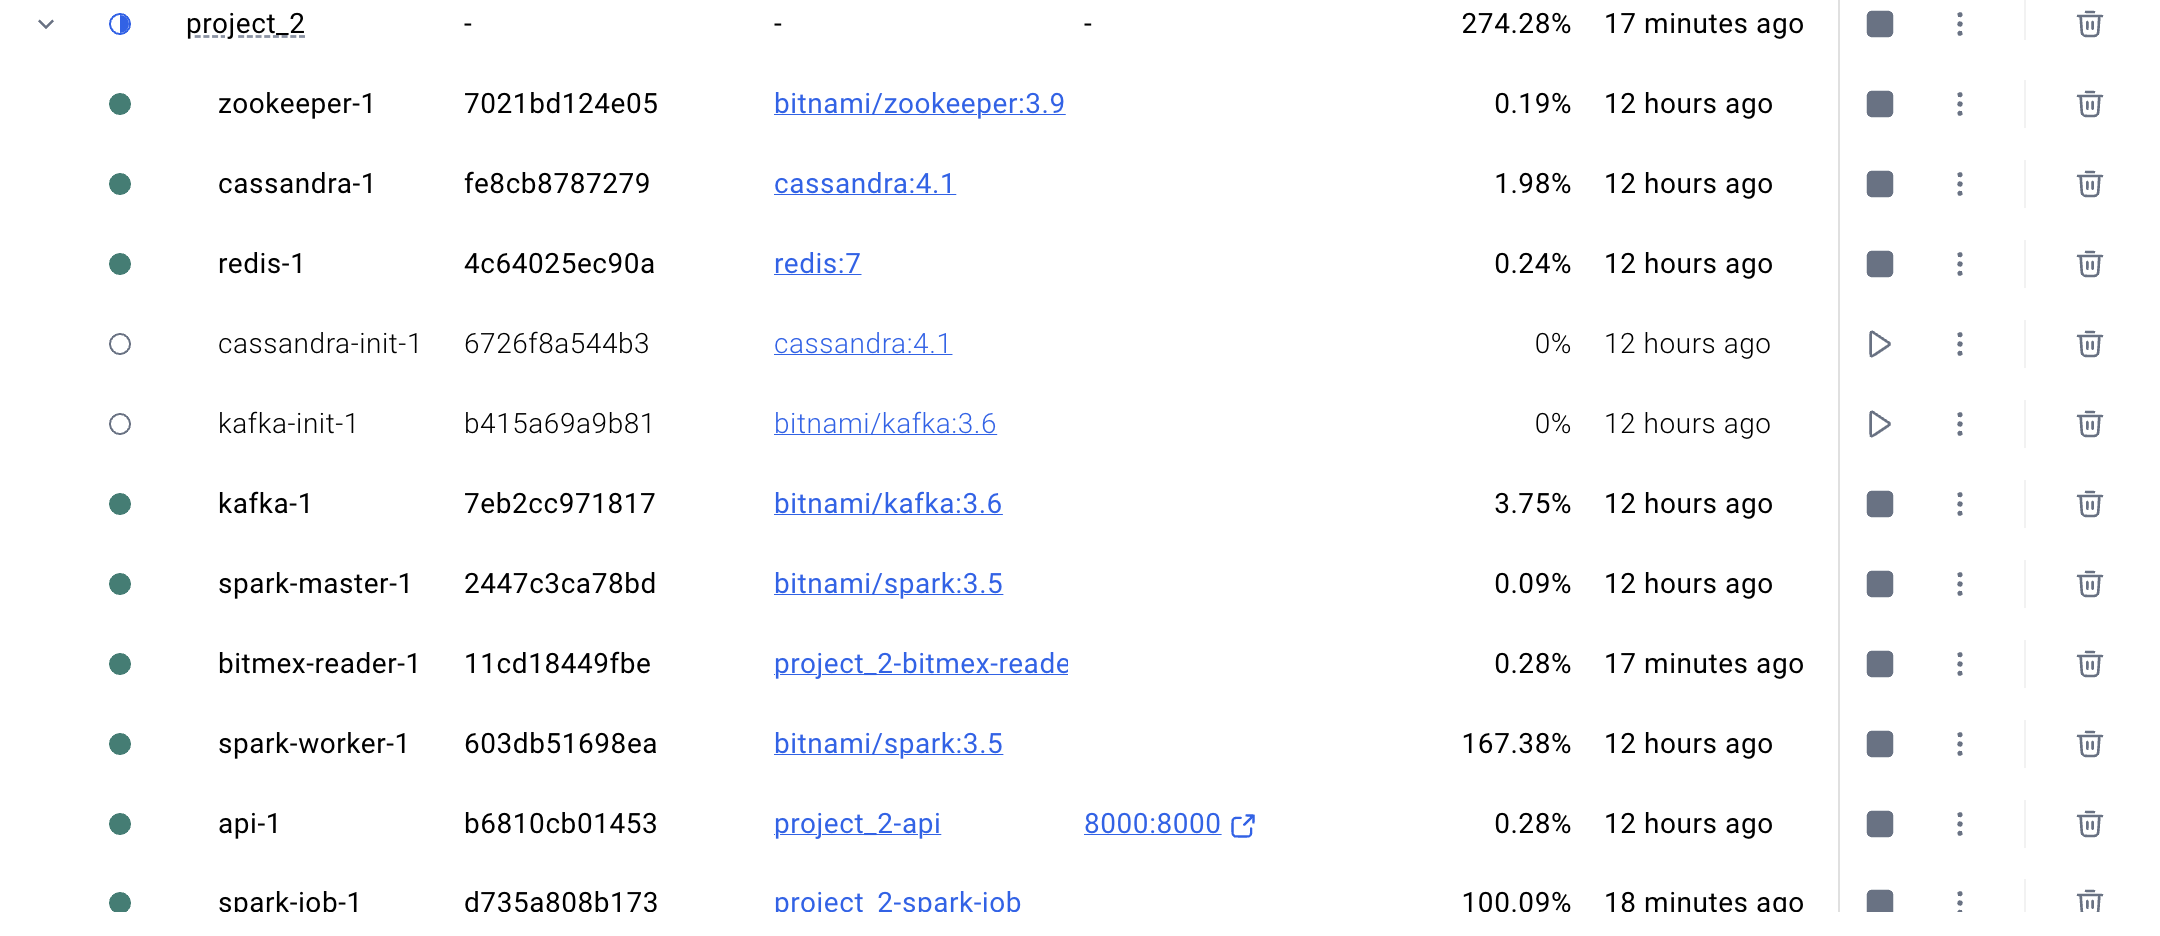 project_2 - - - 274.28% 17 minutes ago
zookeeper-1 7021bd124e05 bitnami/zookeeper:3.9 0.19% 12 hours ago
cassandra-1 fe8cb8787279 cassandra:4.1 1.98% 12 hours ago
redis-1 4c64025ec90a redis:7 0.24% 12 hours ago
cassandra-init-1 6726f8a544b3 cassandra:4.1 0% 12 hours ago
kafka-init-1 b415a69a9b81 bitnami/kafka:3.6 0% 12 hours ago
kafka-1 7eb2cc971817 bitnami/kafka:3.6 3.75% 12 hours ago
spark-master-1 2447c3ca78bd bitnami/spark:3.5 0.09% 12 hours ago
bitmex-reader-1 11cd18449fbe project_2-bitmex-reade 0.28% 17 minutes ago
spark-worker-1 603db51698ea bitnami/spark:3.5 167.38% 12 hours ago
api-1 b6810cb01453 project_2-api 8000:8000 0.28% 12 hours ago
spark-job-1 d735a808b173 project_2-spark-job 100.09% 18 minutes ago